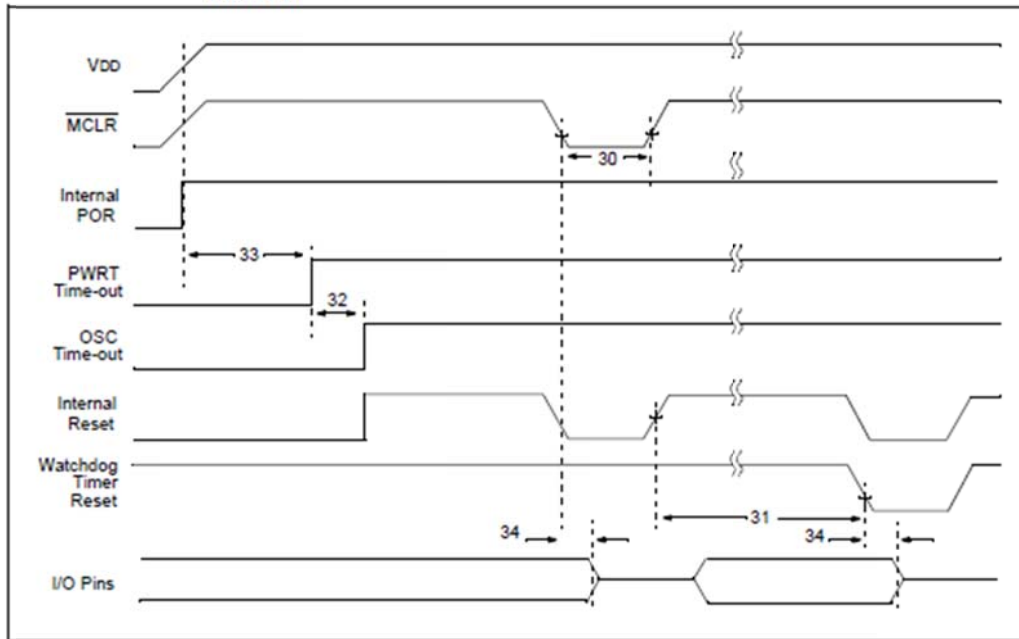 VDD
MCLR
30
Internal
POR
33
PWRT
Time-out
32
OSC
Time-out
Internal
Reset
Watchdog
Timer
Reset
31
34
34
I/O Pins